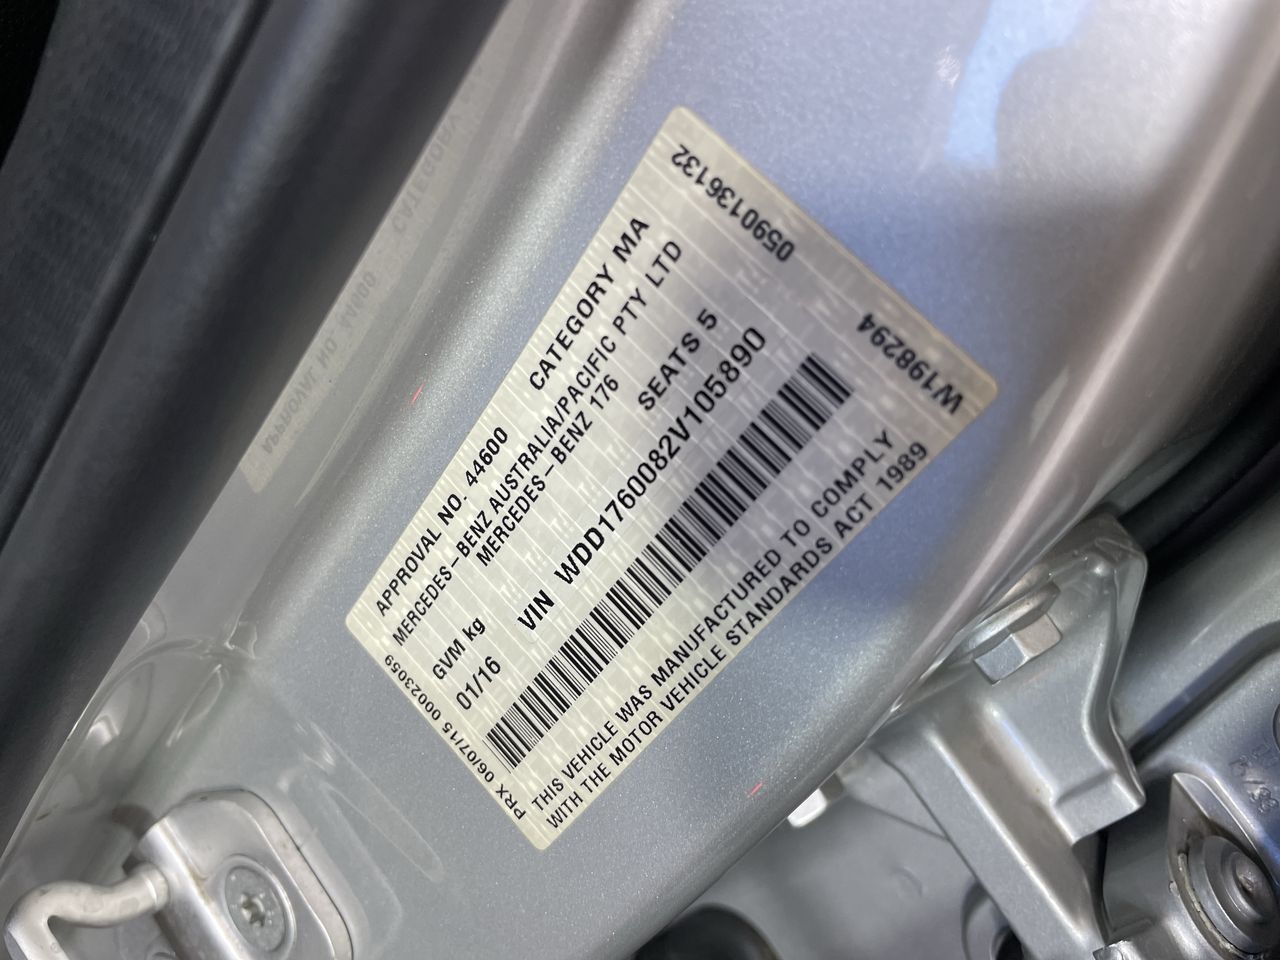 APPROVAL NO. 44600 CATEGORY MA
MERCEDES-BENZ AUSTRALIA/PACIFIC PTY LTD
MERCEDES-BENZ 176
GVM kg SEATS 5
01/16
VIN WDD1760082V105890
THIS VEHICLE WAS MANUFACTURED TO COMPLY
WITH THE MOTOR VEHICLE STANDARDS ACT 1989
PRX 06/07/15 00023059
0590136132
W198294